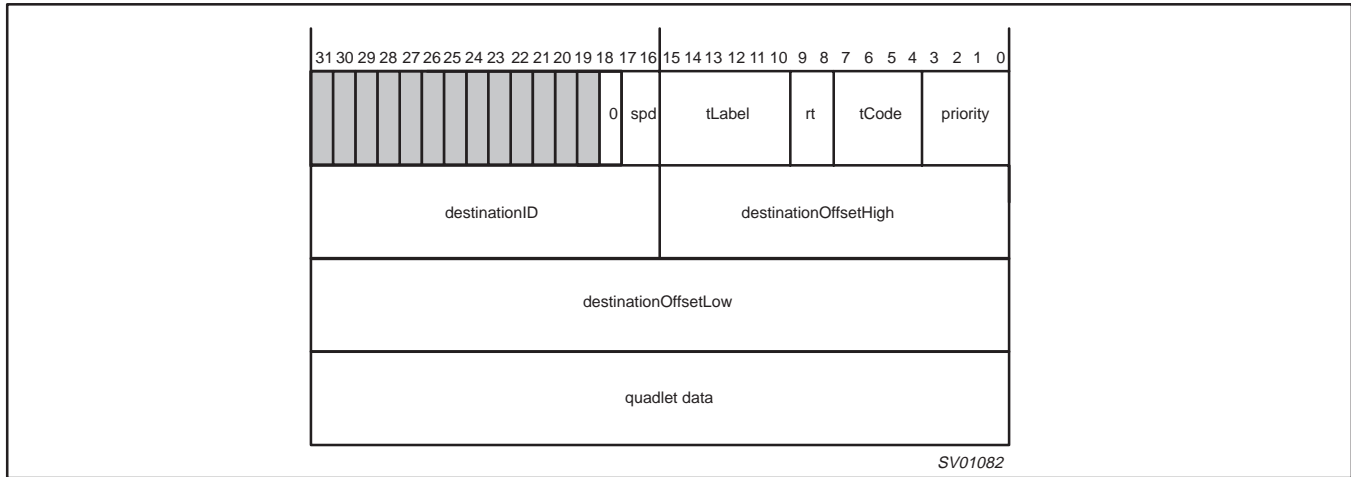 31 30 29 28 27 26 25 24 23 22 21 20 19 18 17 16 15 14 13 12 11 10 9 8 7 6 5 4 3 2 1 0
0 spd tLabel rt tCode priority
destinationID destinationOffsetHigh
destinationOffsetLow
quadlet data
SV01082